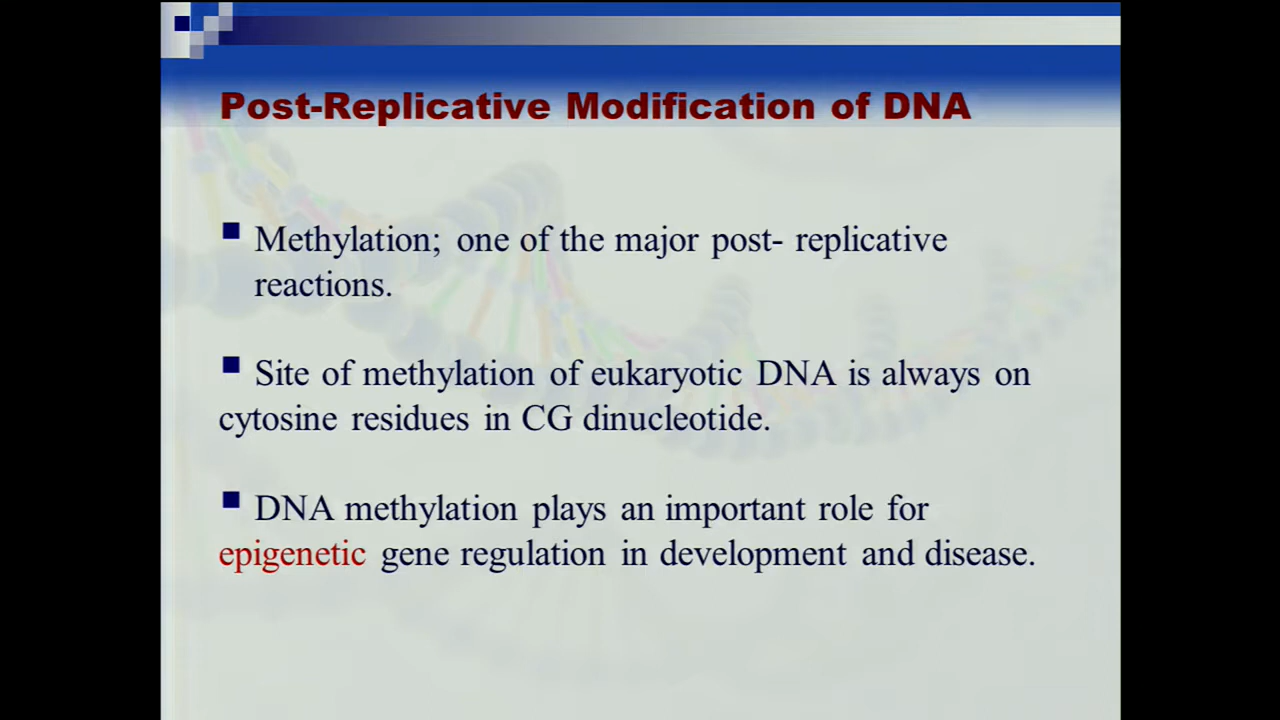 Post-Replicative Modification of DNA
Methylation; one of the major post- replicative
reactions.
Site of methylation of eukaryotic DNA is always on
cytosine residues in CG dinucleotide.
DNA methylation plays an important role for
epigenetic gene regulation in development and disease.